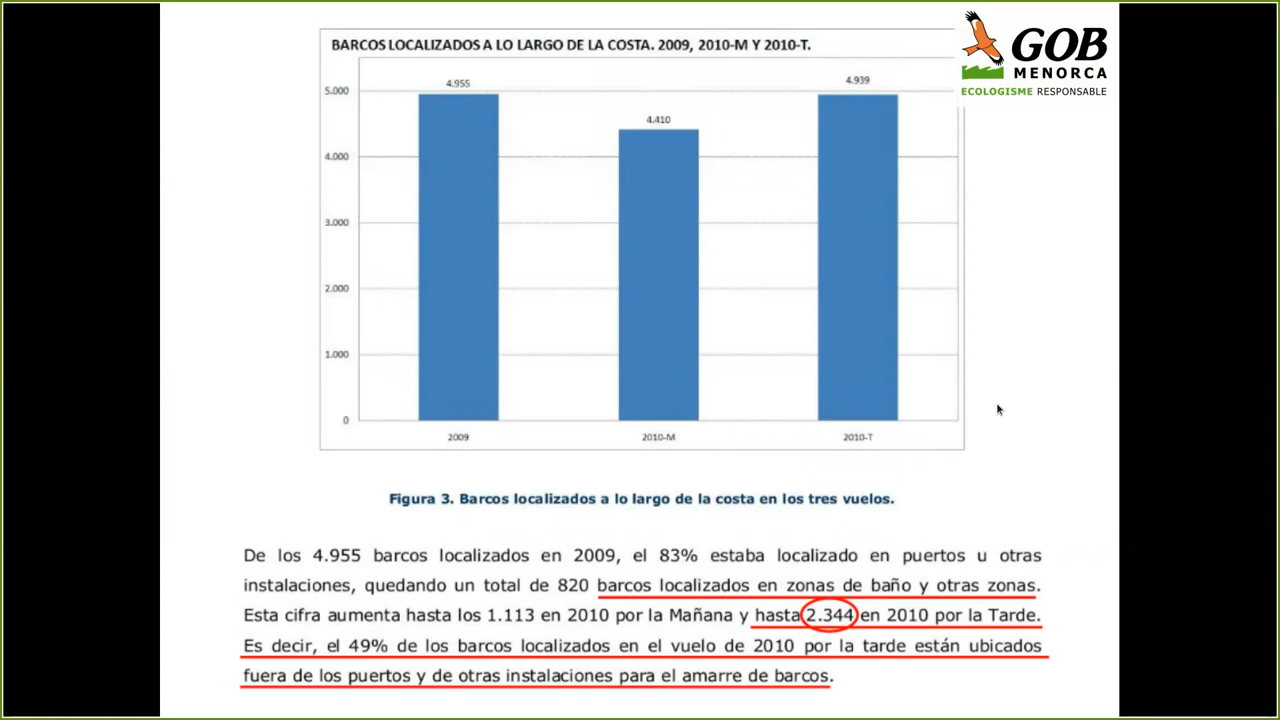 BARCOS LOCALIZADOS A LO LARGO DE LA COSTA. 2009, 2010-M Y 2010-T.
GOB
MENORCA
ECOLOGISME RESPONSABLE
4.955
4.410
4.939
5.000
4.000
3.000
2.000
1.000
0
2009
2010-M
2010-T
Figura 3. Barcos localizados a lo largo de la costa en los tres vuelos.
De los 4.955 barcos localizados en 2009, el 83% estaba localizado en puertos u otras
instalaciones, quedando un total de 820 barcos localizados en zonas de baño y otras zonas.
Esta cifra aumenta hasta los 1.113 en 2010 por la Mañana y hasta 2.344 en 2010 por la Tarde.
Es decir, el 49% de los barcos localizados en el vuelo de 2010 por la tarde están ubicados
fuera de los puertos y de otras instalaciones para el amarre de barcos.